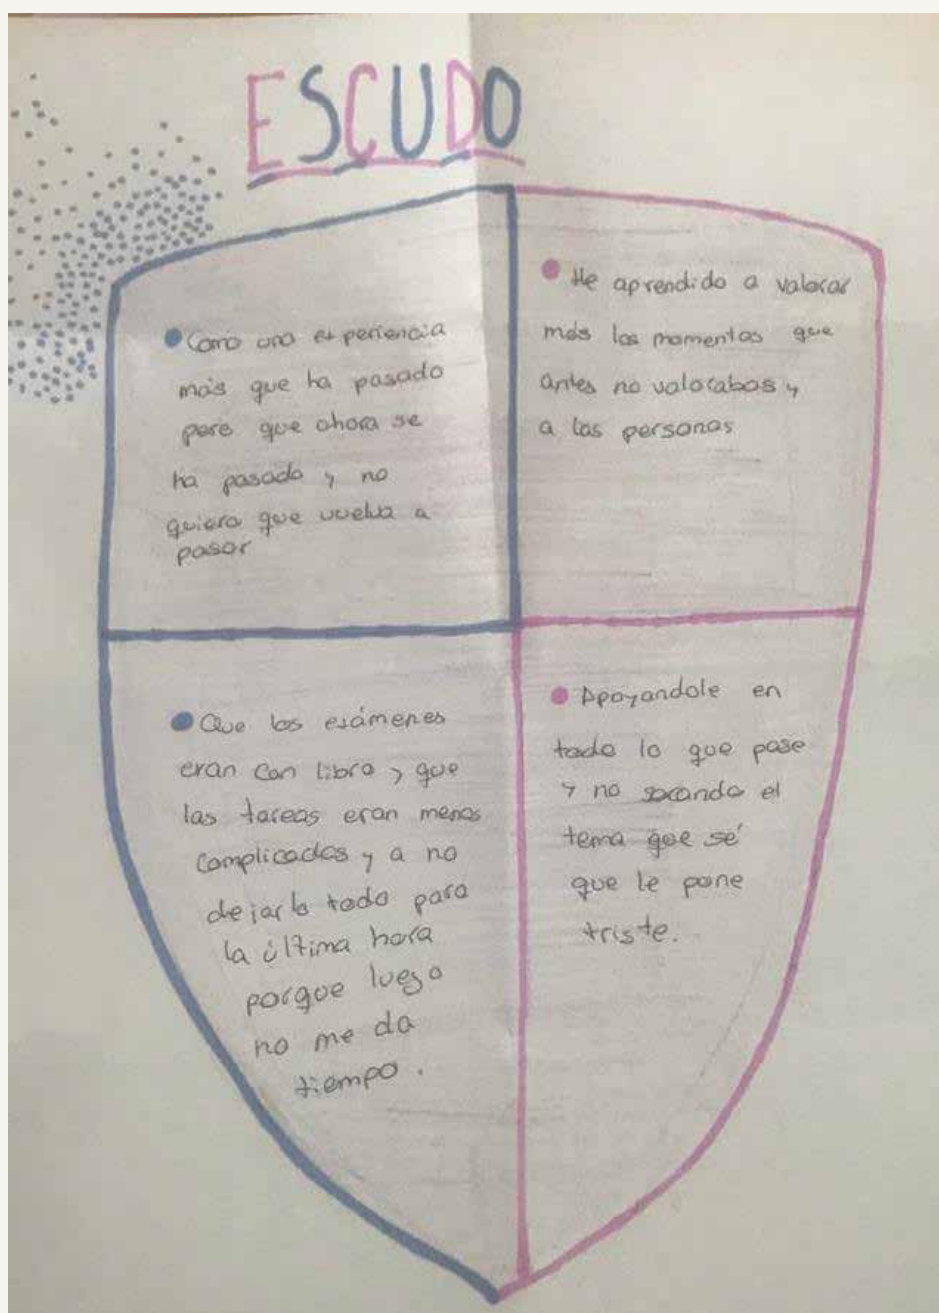 ESCUDO
Como una experiencia
más que ha pasado
pero que ahora se
ha pasado y no
quiero que vuelva a
pasar
He aprendido a valorar
más los momentos que
antes no valorabas y
a las personas
Que los exámenes
eran con libro y que
las tareas eran menos
complicadas y a no
dejarlo todo para
la última hora
porque luego
no me da
tiempo.
Apoyandole en
todo lo que pase
y no sacando el
tema que sé
que le pone
triste.